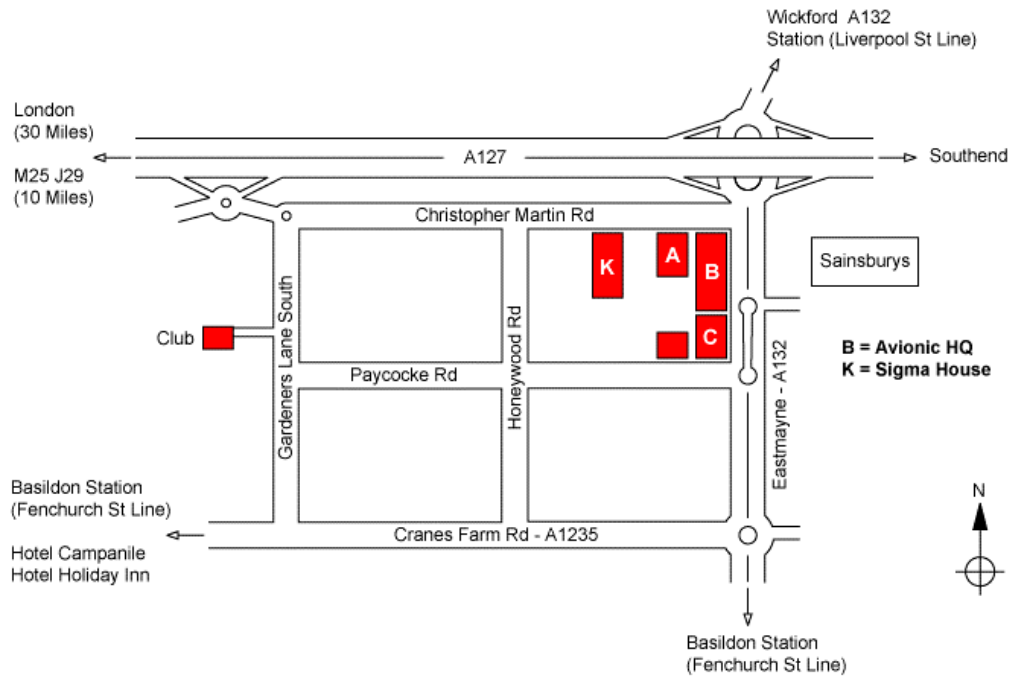 Wickford A132
Station (Liverpool St Line)
London
(30 Miles)
A127
Southend
M25 J29
(10 Miles)
Christopher Martin Rd
K
A
B
Sainsburys
Gardeners Lane South
Honeywood Rd
Club
C
B = Avionic HQ
K = Sigma House
Paycocke Rd
Eastmayne - A132
Basildon Station
(Fenchurch St Line)
N
Cranes Farm Rd - A1235
Hotel Campanile
Hotel Holiday Inn
Basildon Station
(Fenchurch St Line)